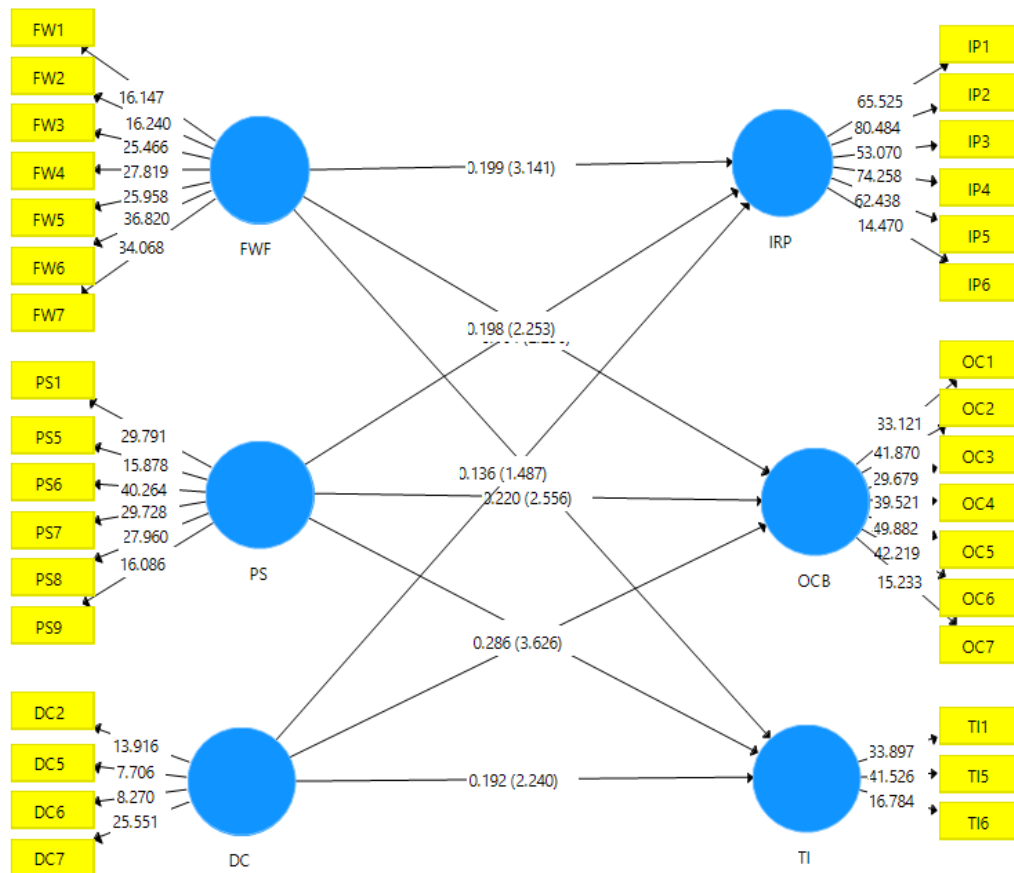 FW1
FW2
FW3
FW4
FW5
FW6
FW7
16.147
16.240
25.466
27.819
25.958
36.820
34.068
FWF
PS1
PS5
PS6
PS7
PS8
PS9
29.791
15.878
40.264
29.728
27.960
16.086
PS
DC2
DC5
DC6
DC7
13.916
7.706
8.270
25.551
DC
0.199 (3.141)
0.198 (2.253)
0.136 (1.487)
0.220 (2.556)
0.286 (3.626)
0.192 (2.240)
IRP
65.525
80.484
53.070
74.258
62.438
14.470
IP1
IP2
IP3
IP4
IP5
IP6
OCB
33.121
41.870
29.679
39.521
49.882
42.219
15.233
OC1
OC2
OC3
OC4
OC5
OC6
OC7
TI
33.897
41.526
16.784
TI1
TI5
TI6